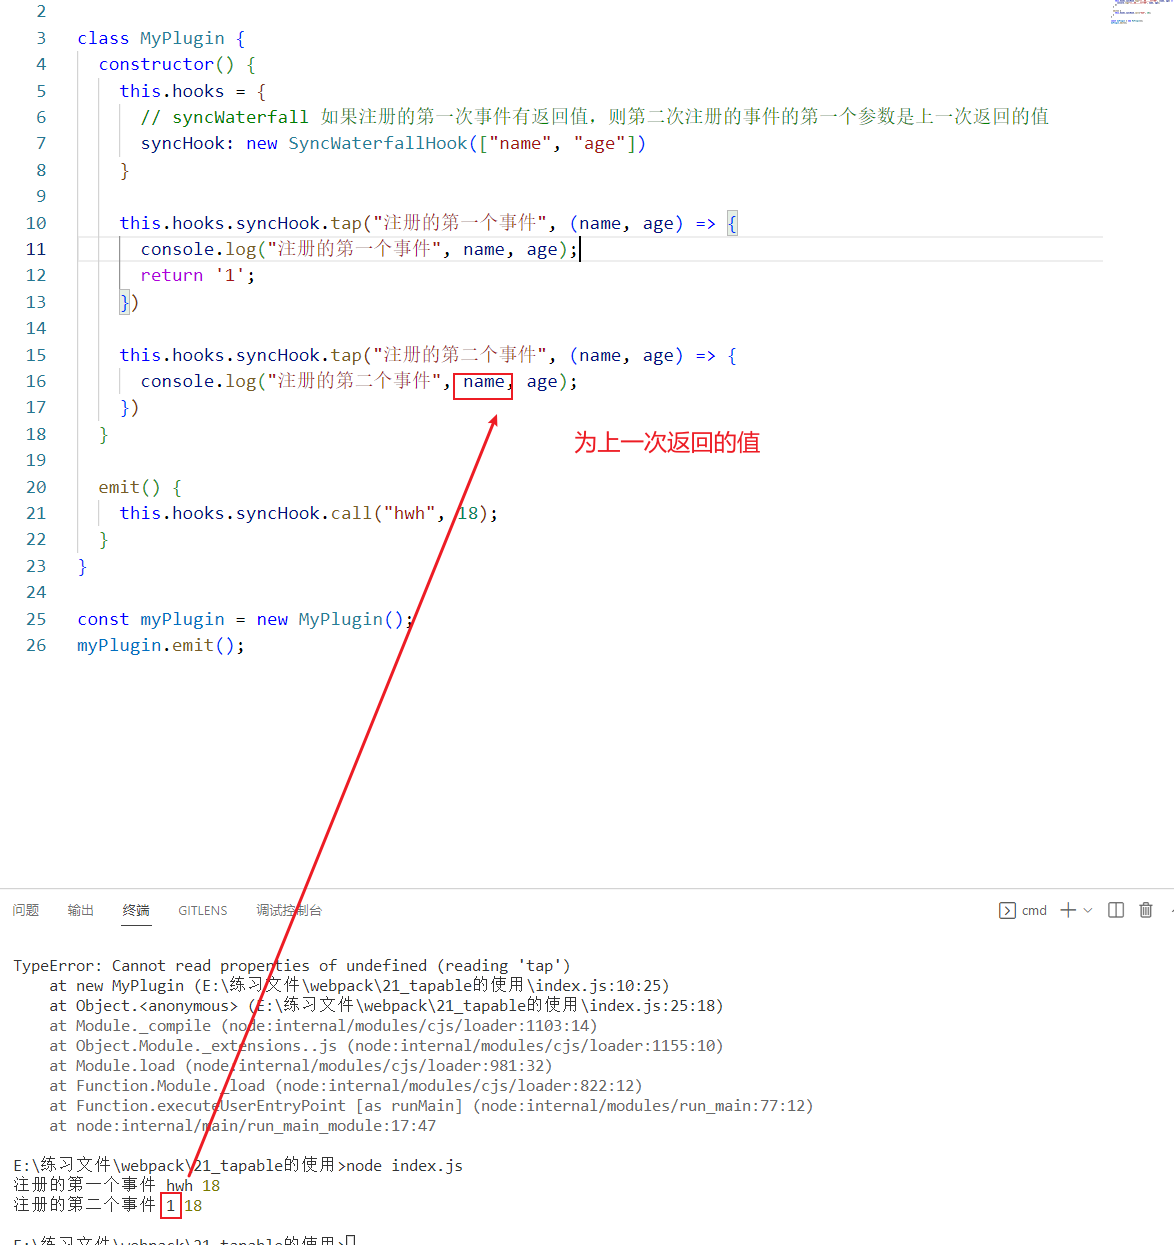 2
3 class MyPlugin {
4 constructor() {
5 this.hooks = {
6 // syncWaterfall 如果注册的第一次事件有返回值，则第二次注册的事件的第一个参数是上一次返回的值
7 syncHook: new SyncWaterfallHook(["name", "age"])
8 }
9
10 this.hooks.syncHook.tap("注册的第一个事件", (name, age) => {
11 console.log("注册的第一个事件", name, age);
12 return '1';
13 })
14
15 this.hooks.syncHook.tap("注册的第二个事件", (name, age) => {
16 console.log("注册的第二个事件", name, age);
17 })
18 }
为上一次返回的值
19
20 emit() {
21 this.hooks.syncHook.call("hwh", 18);
22 }
23 }
24
25 const myPlugin = new MyPlugin();
26 myPlugin.emit();
问题 输出 终端 GITLENS 调试控制台 cmd
TypeError: Cannot read properties of undefined (reading 'tap')
at new MyPlugin (E:\练习文件\webpack\21_tapable的使用\index.js:10:25)
at Object.<anonymous> (E:\练习文件\webpack\21_tapable的使用\index.js:25:18)
at Module._compile (node:internal/modules/cjs/loader:1103:14)
at Object.Module._extensions..js (node:internal/modules/cjs/loader:1155:10)
at Module.load (node:internal/modules/cjs/loader:981:32)
at Function.Module._load (node:internal/modules/cjs/loader:822:12)
at Function.executeUserEntryPoint [as runMain] (node:internal/modules/run_main:77:12)
at node:internal/main/run_main_module:17:47
E:\练习文件\webpack\21_tapable的使用>node index.js
注册的第一个事件 hwh 18
注册的第二个事件 1 18
E:\练习文件\webpack\21_tapable的使用>